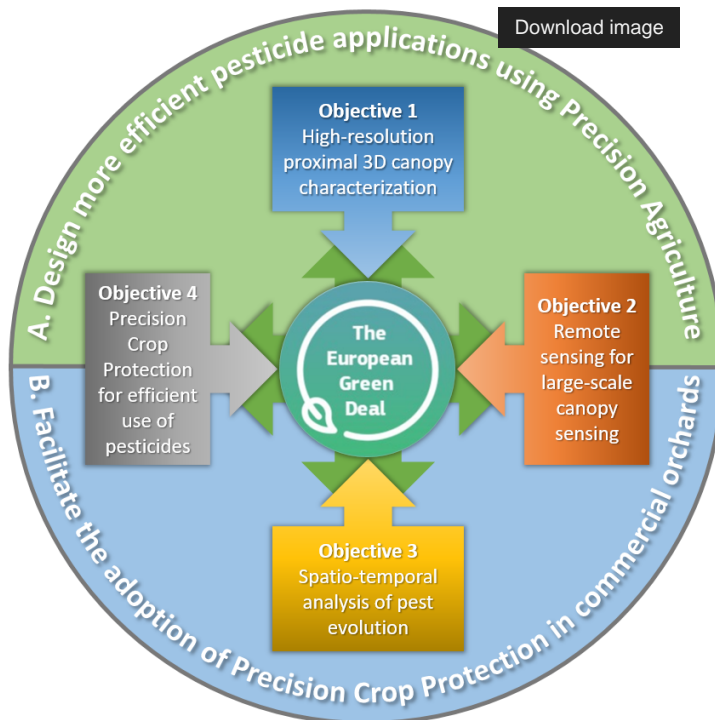 Download image
A. Design more efficient pesticide applications using Precision Agriculture
Objective 1
High-resolution
proximal 3D canopy
characterization
Objective 4
Precision
Crop
Protection
for efficient
use of
pesticides
The
European
Green
Deal
Objective 2
Remote
sensing for
large-scale
canopy
sensing
Objective 3
Spatio-temporal
analysis of pest
evolution
B. Facilitate the adoption of Precision Crop Protection in commercial orchards